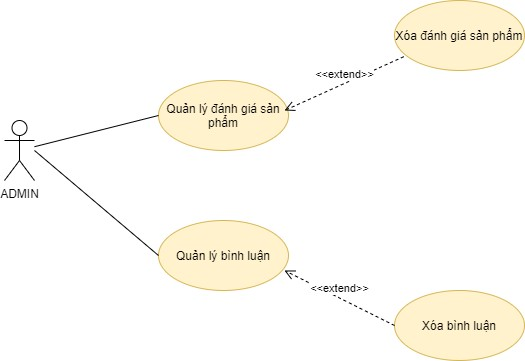 Xóa đánh giá sản phẩm
<<extend>>
Quản lý đánh giá sản
phẩm
ADMIN
Quản lý bình luận
<<extend>>
Xóa bình luận